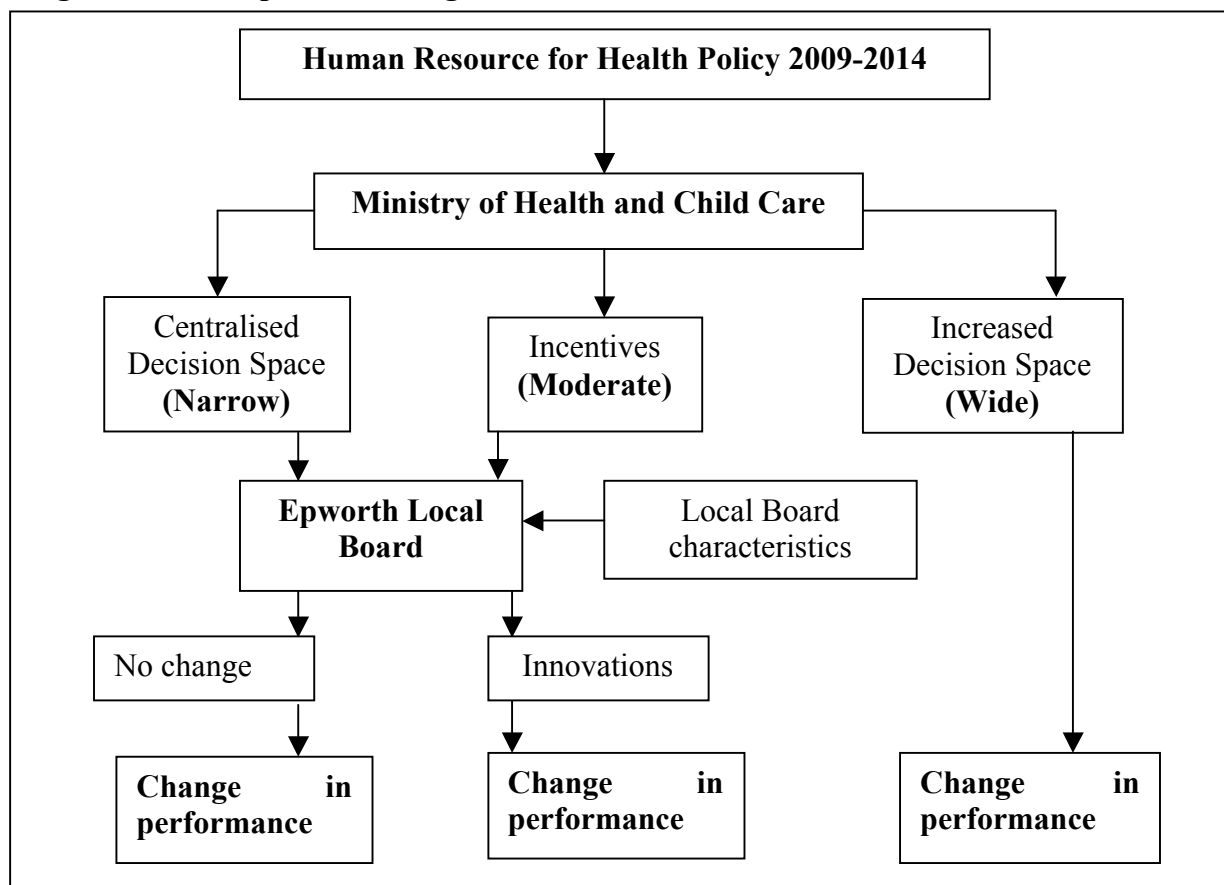 Human Resource for Health Policy 2009-2014
Ministry of Health and Child Care
Centralised
Decision Space
(Narrow)
Incentives
(Moderate)
Increased
Decision Space
(Wide)
Epworth Local
Board
Local Board
characteristics
No change
Innovations
Change in
performance
Change in
performance
Change in
performance